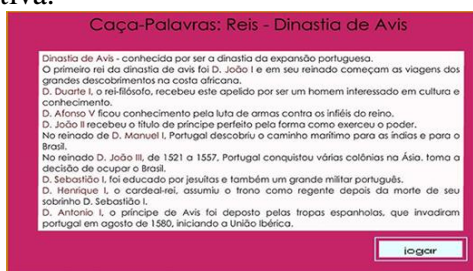 tiva.
Caça-Palavras: Reis - Dinastia de Avis
Dinastia de Avis - conhecida por ser a dinastia da expansão portuguesa.
O primeiro rei da dinastia de avis foi D. João I e em seu reinado começam as viagens dos
grandes descobrimentos na costa africana.
D. Duarte I, o rei-filósofo, recebeu este apelido por ser um homem interessado em cultura e
conhecimento.
D. Afonso V ficou conhecimento pela luta de armas contra os infiéis do reino.
D. João II recebeu o título de príncipe perfeito pela forma como exerceu o poder.
No reinado de D. Manuel I, Portugal descobriu o caminho marítimo para as índias e para o
Brasil.
No reinado D. João III, de 1521 a 1557, Portugal conquistou várias colônias na Ásia. toma a
decisão de ocupar o Brasil.
D. Sebastião I, foi educado por jesuítas e também um grande militar português.
D. Henrique I, o cardeal-rei, assumiu o trono como regente depois da morte de seu
sobrinho D. Sebastião I.
D. Antonio I, o príncipe de Avis foi deposto pelas tropas espanholas, que invadiram
portugal em agosto de 1580, iniciando a União Ibérica.
jogar